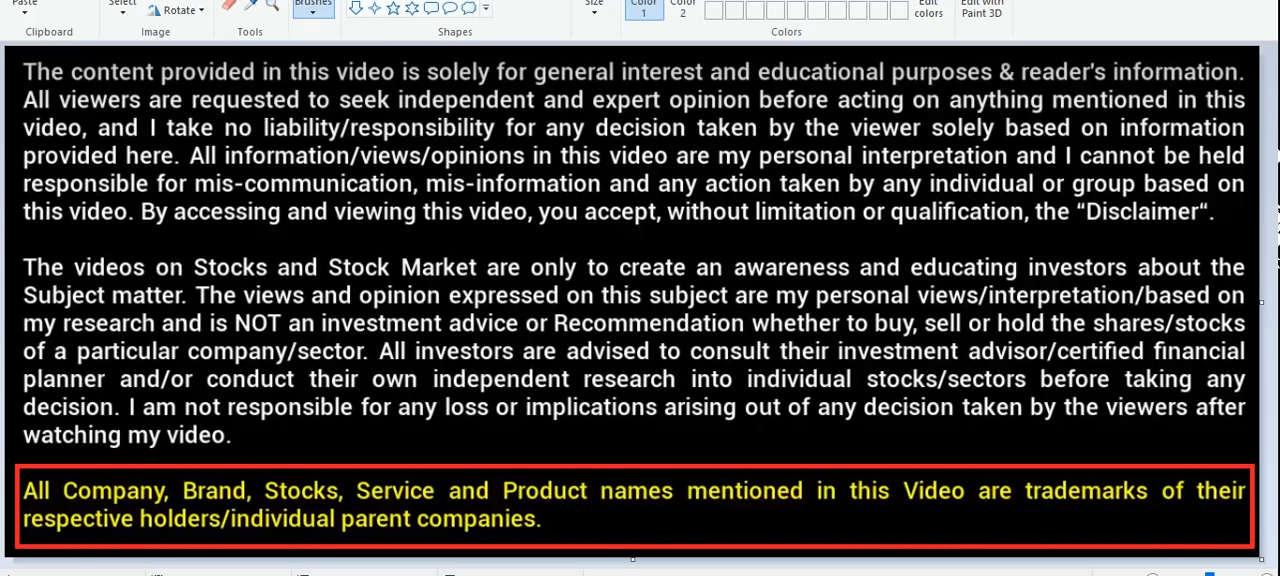 Paste
Select
Rotate
Brushes
Size
Color 1
Color 2
Edit colors
Edit with Paint 3D
Clipboard
Image
Tools
Shapes
Colors
The content provided in this video is solely for general interest and educational purposes & reader's information.
All viewers are requested to seek independent and expert opinion before acting on anything mentioned in this
video, and I take no liability/responsibility for any decision taken by the viewer solely based on information
provided here. All information/views/opinions in this video are my personal interpretation and I cannot be held
responsible for mis-communication, mis-information and any action taken by any individual or group based on
this video. By accessing and viewing this video, you accept, without limitation or qualification, the “Disclaimer“.
The videos on Stocks and Stock Market are only to create an awareness and educating investors about the
Subject matter. The views and opinion expressed on this subject are my personal views/interpretation/based on
my research and is NOT an investment advice or Recommendation whether to buy, sell or hold the shares/stocks
of a particular company/sector. All investors are advised to consult their investment advisor/certified financial
planner and/or conduct their own independent research into individual stocks/sectors before taking any
decision. I am not responsible for any loss or implications arising out of any decision taken by the viewers after
watching my video.
All Company, Brand, Stocks, Service and Product names mentioned in this Video are trademarks of their
respective holders/individual parent companies.